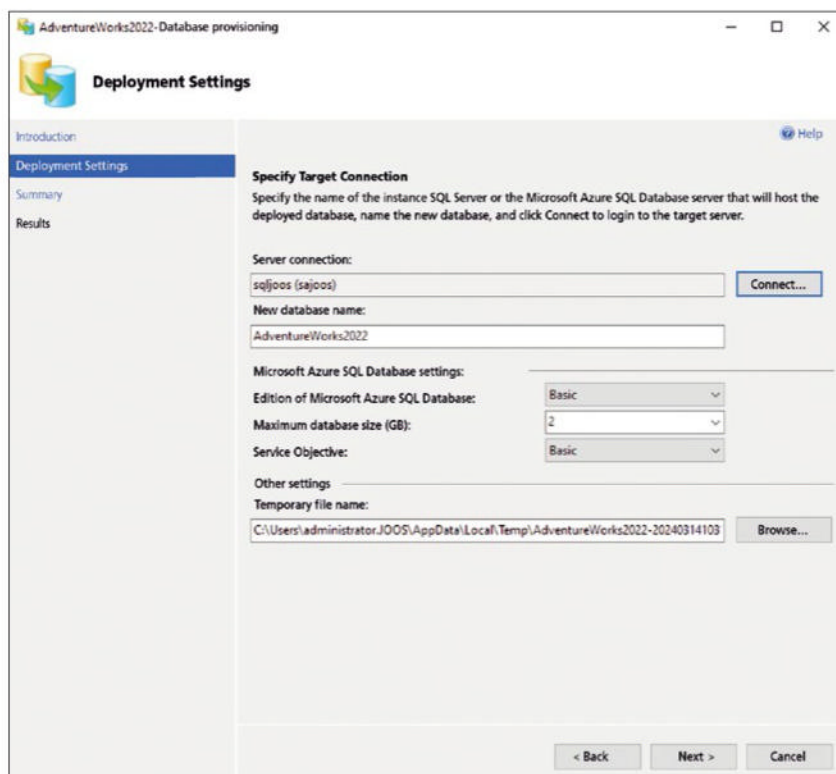 AdventureWorks2022-Database provisioning
Deployment Settings
Introduction
Help
Deployment Settings
Summary
Results
Specify Target Connection
Specify the name of the instance SQL Server or the Microsoft Azure SQL Database server that will host the
deployed database, name the new database, and click Connect to login to the target server.
Server connection:
sqljoos (sajoos)
Connect...
New database name:
AdventureWorks2022
Microsoft Azure SQL Database settings:
Edition of Microsoft Azure SQL Database:
Basic
Maximum database size (GB):
2
Service Objective:
Basic
Other settings
Temporary file name:
C:\Users\administrator.JOOS\AppData\Local\Temp\AdventureWorks2022-20240314103
Browse...
< Back
Next >
Cancel